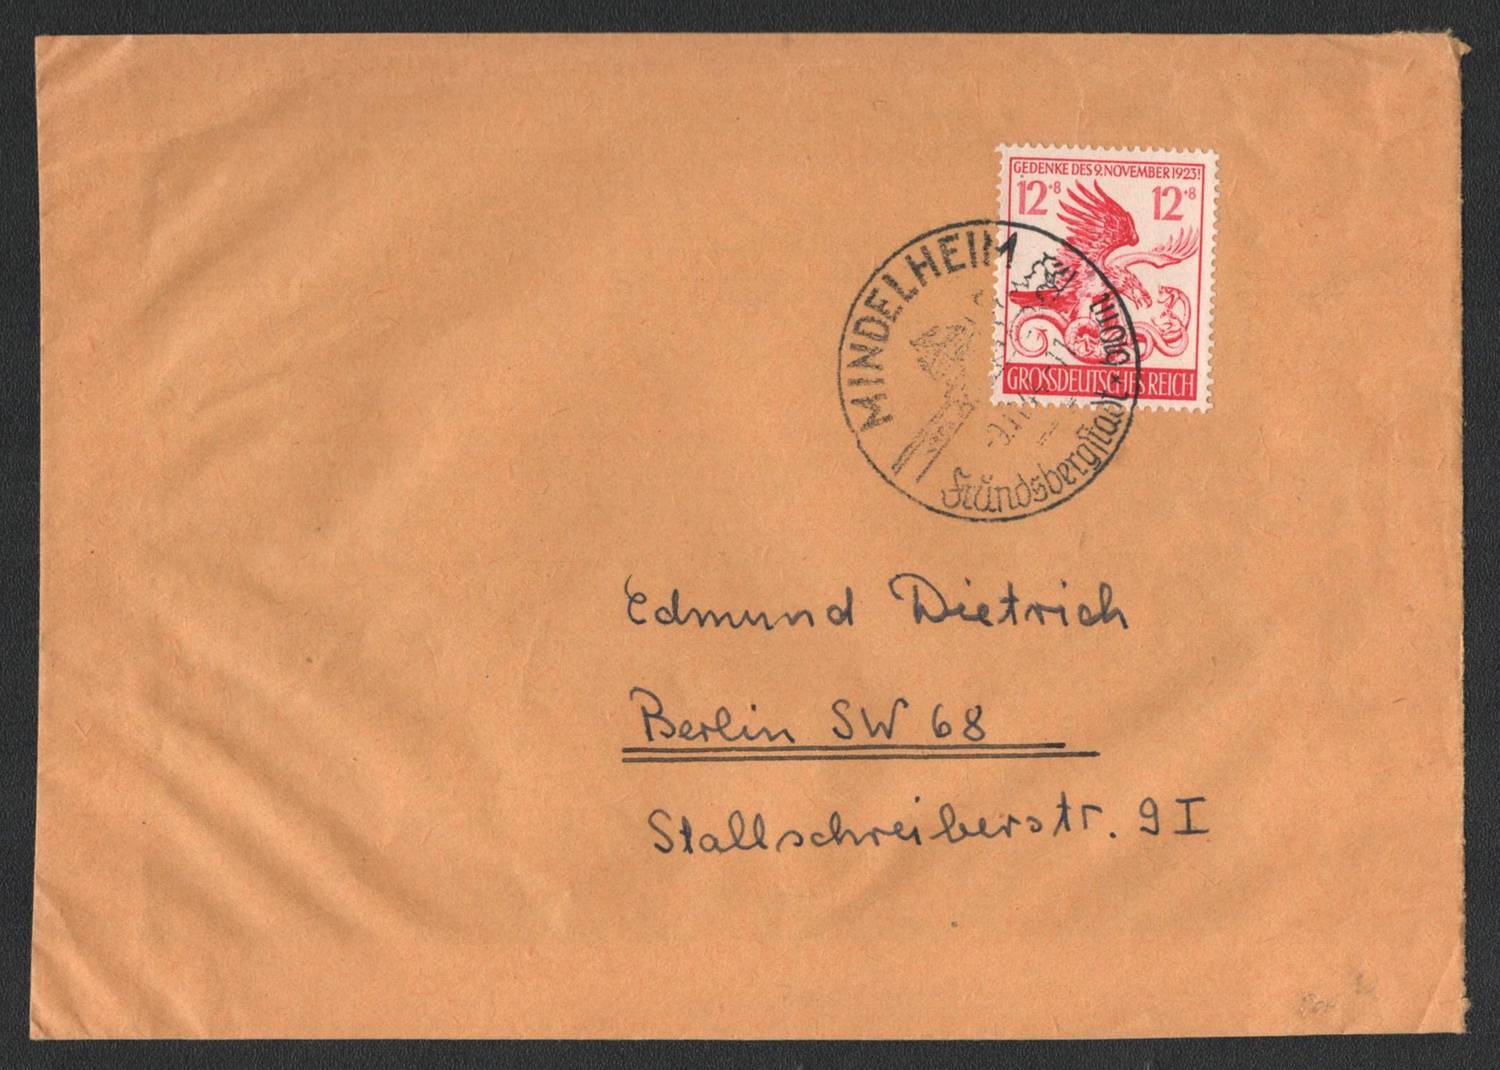 GEDENKE DES 9. NOVEMBER 1923!
12+8 12+8
GROSSDEUTSCHES REICH
MINDELHEIM
Frundsbergstadt
Edmund Dietrich
Berlin SW 68
Stallschreiberstr. 9 I